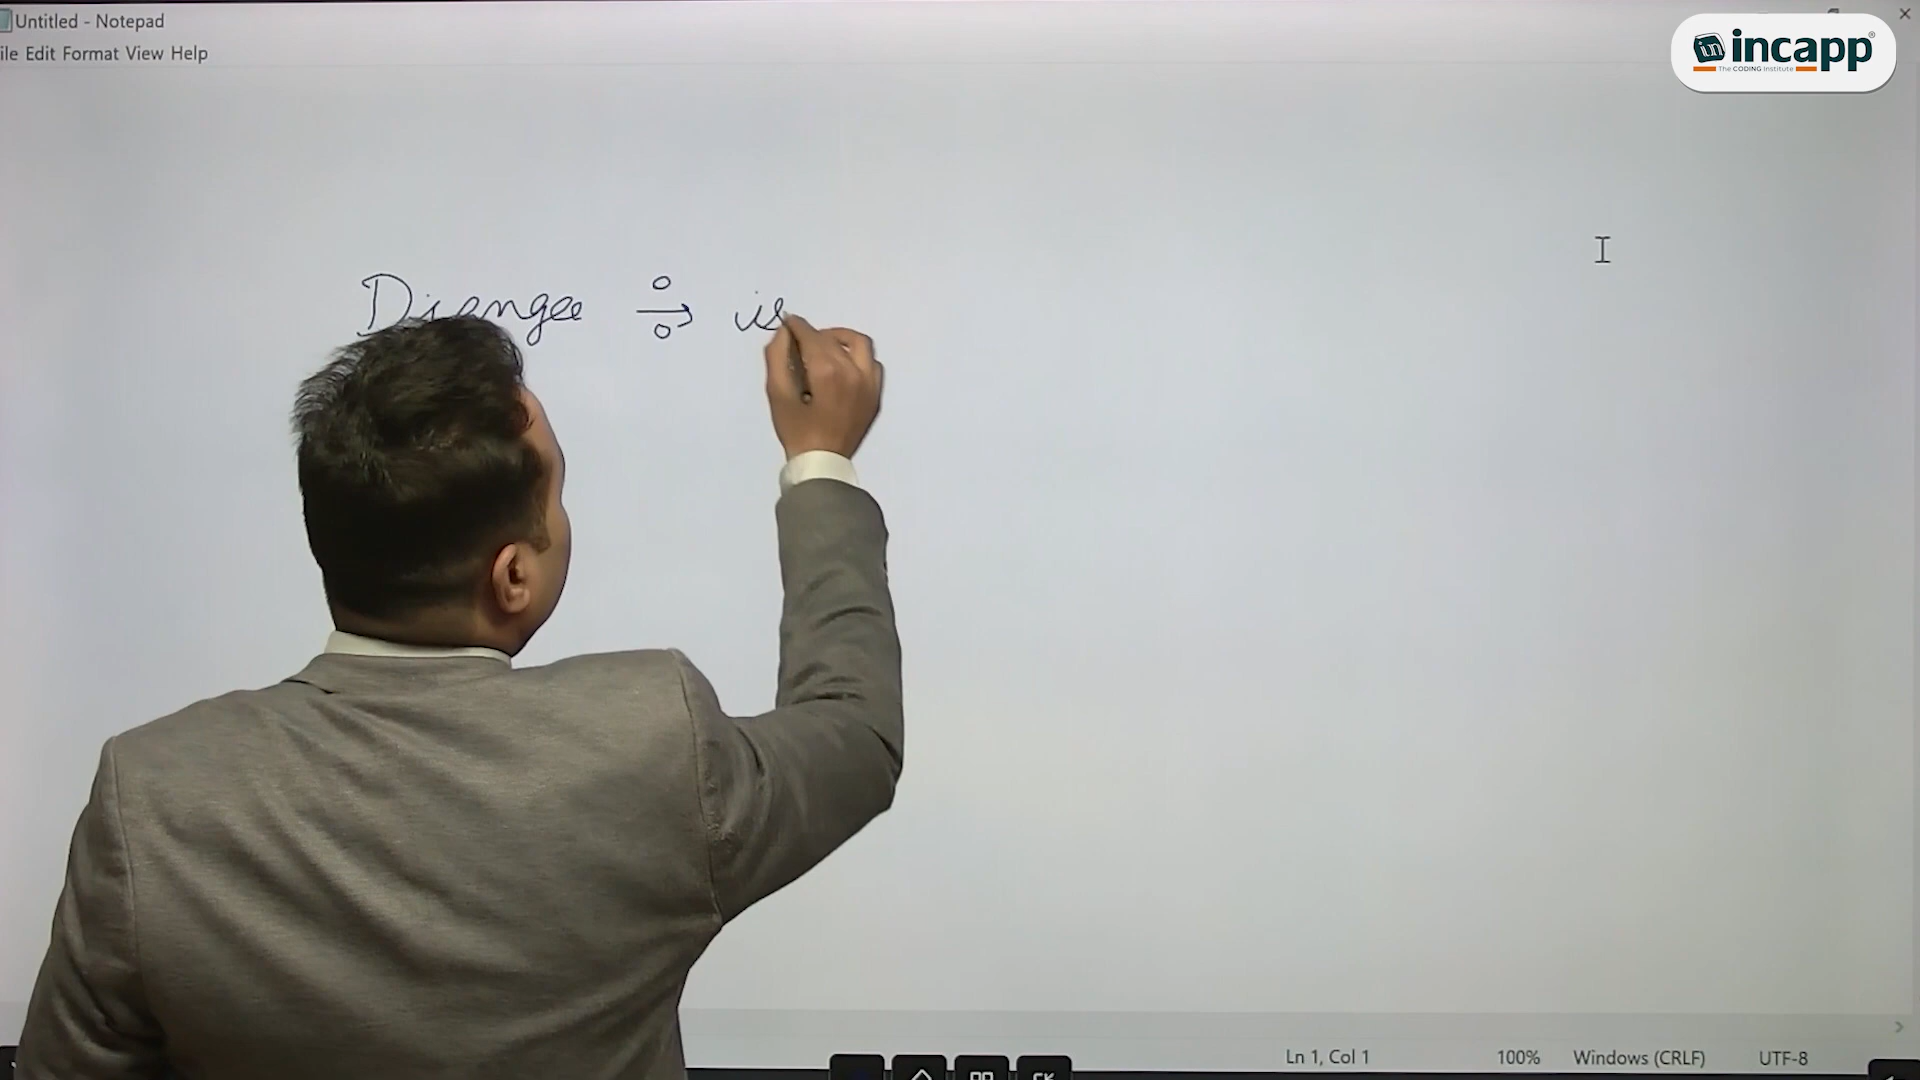 Untitled - Notepad
ile Edit Format View Help
incapp®
The CODING Institute
is
Ln 1, Col 1 100% Windows (CRLF) UTF-8